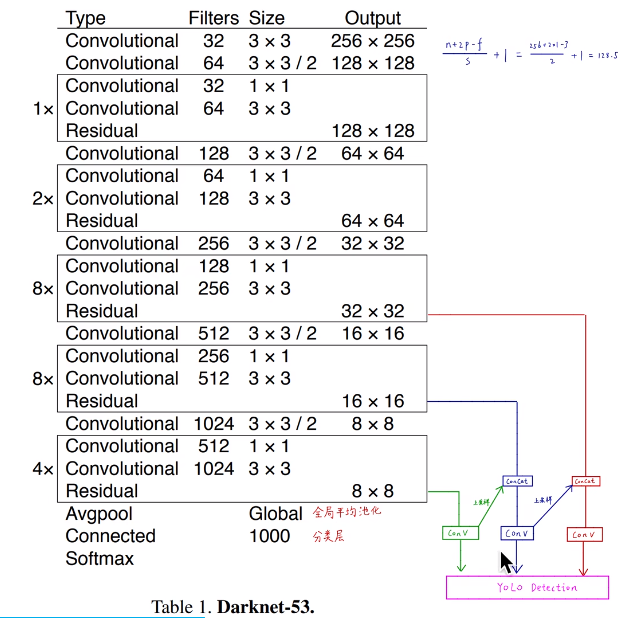 Type Filters Size Output
Convolutional 32 3 × 3 256 × 256
Convolutional 64 3 × 3 / 2 128 × 128
Convolutional 32 1 × 1
1× Convolutional 64 3 × 3
Residual 128 × 128
Convolutional 128 3 × 3 / 2 64 × 64
Convolutional 64 1 × 1
2× Convolutional 128 3 × 3
Residual 64 × 64
Convolutional 256 3 × 3 / 2 32 × 32
Convolutional 128 1 × 1
8× Convolutional 256 3 × 3
Residual 32 × 32
Convolutional 512 3 × 3 / 2 16 × 16
Convolutional 256 1 × 1
8× Convolutional 512 3 × 3
Residual 16 × 16
Convolutional 1024 3 × 3 / 2 8 × 8
Convolutional 512 1 × 1
4× Convolutional 1024 3 × 3
Residual 8 × 8
Avgpool Global 全局平均池化
Connected 1000 分类层
Softmax
Table 1. Darknet-53.
(n+2p-f)/s + 1 = (256+2×1-3)/2 + 1 = 128.5
Concat Concat
上采样 上采样
Conv Conv Conv
YOLO Detection